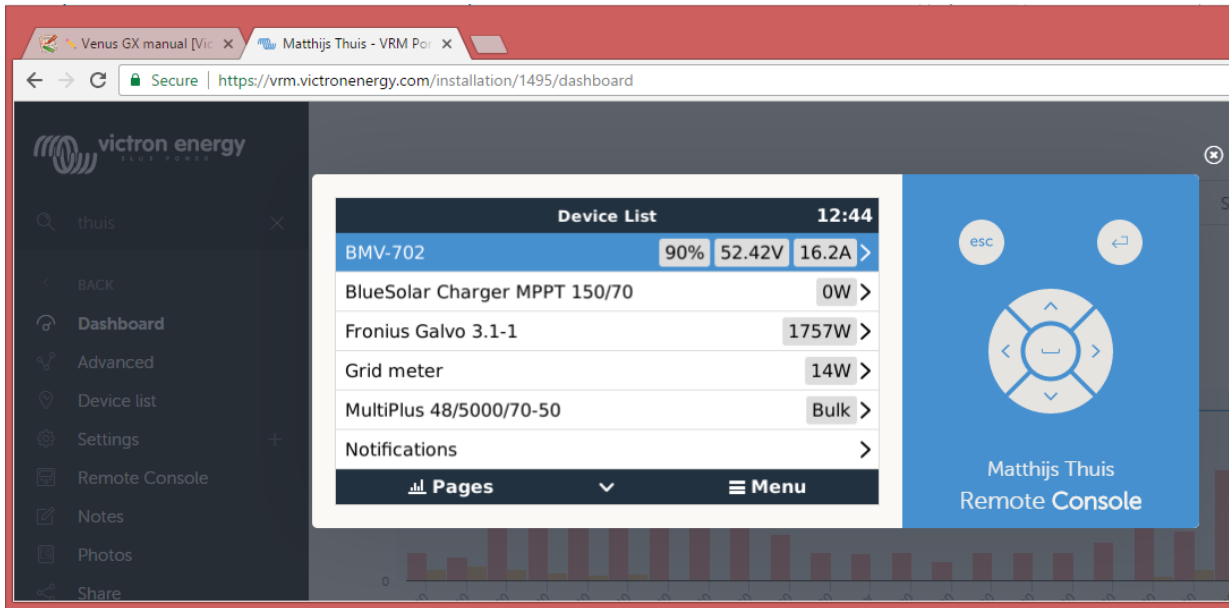 Venus GX manual [Vic
Matthijs Thuis - VRM Por
Secure | https://vrm.victronenergy.com/installation/1495/dashboard
victron energy
BLUE POWER
thuis
BACK
Dashboard
Advanced
Device list
Settings
Remote Console
Notes
Photos
Share
Device List 12:44
BMV-702 90% 52.42V 16.2A
BlueSolar Charger MPPT 150/70 0W
Fronius Galvo 3.1-1 1757W
Grid meter 14W
MultiPlus 48/5000/70-50 Bulk
Notifications
Pages Menu
esc
Matthijs Thuis
Remote Console
S
0